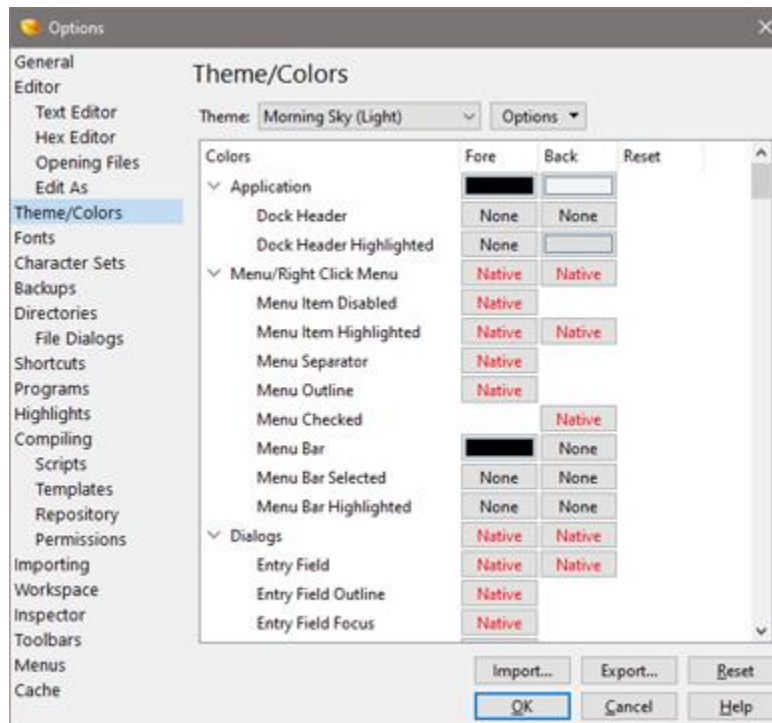 Options
General
Editor
Text Editor
Hex Editor
Opening Files
Edit As
Theme/Colors
Fonts
Character Sets
Backups
Directories
File Dialogs
Shortcuts
Programs
Highlights
Compiling
Scripts
Templates
Repository
Permissions
Importing
Workspace
Inspector
Toolbars
Menus
Cache
Theme/Colors
Theme: Morning Sky (Light) Options
Colors Fore Back Reset
Application
Dock Header None None
Dock Header Highlighted None
Menu/Right Click Menu Native Native
Menu Item Disabled Native
Menu Item Highlighted Native Native
Menu Separator Native
Menu Outline Native
Menu Checked Native
Menu Bar None
Menu Bar Selected None None
Menu Bar Highlighted None None
Dialogs Native Native
Entry Field Native Native
Entry Field Outline Native
Entry Field Focus Native
Import... Export... Reset
OK Cancel Help